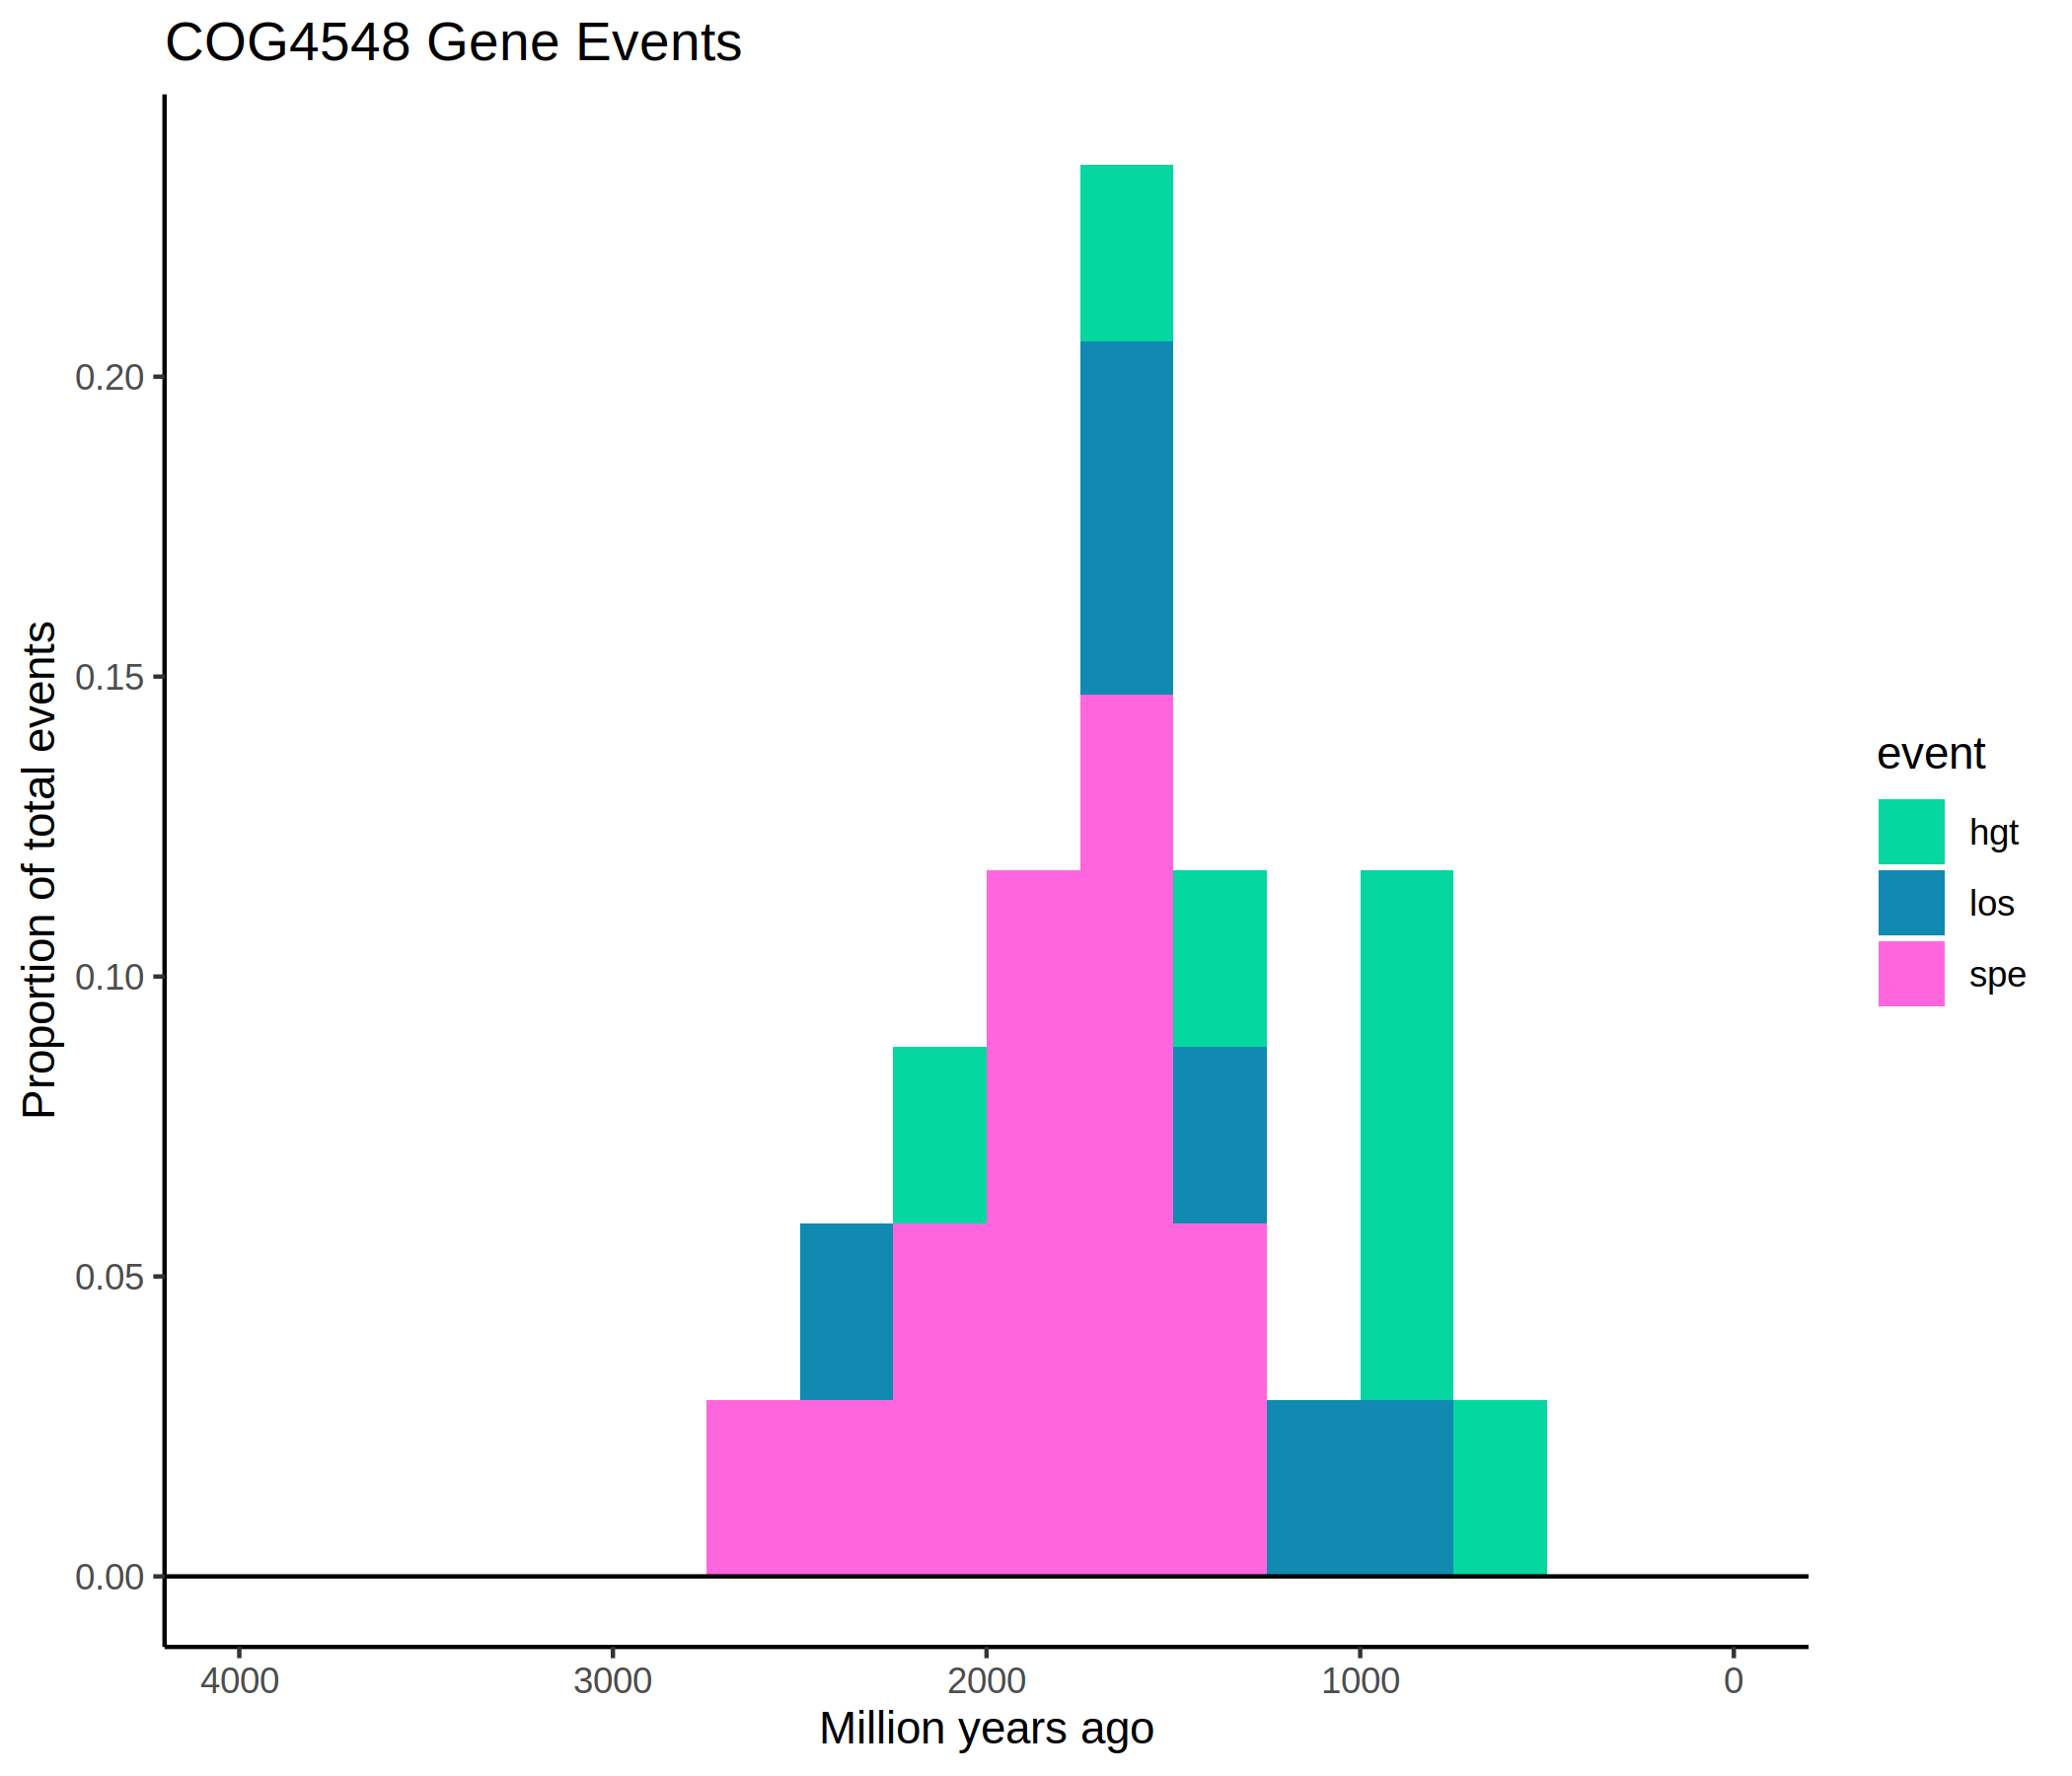 COG4548 Gene Events
Proportion of total events
0.20
0.15
0.10
0.05
0.00
4000 3000 2000 1000 0
Million years ago
event
hgt
los
spe